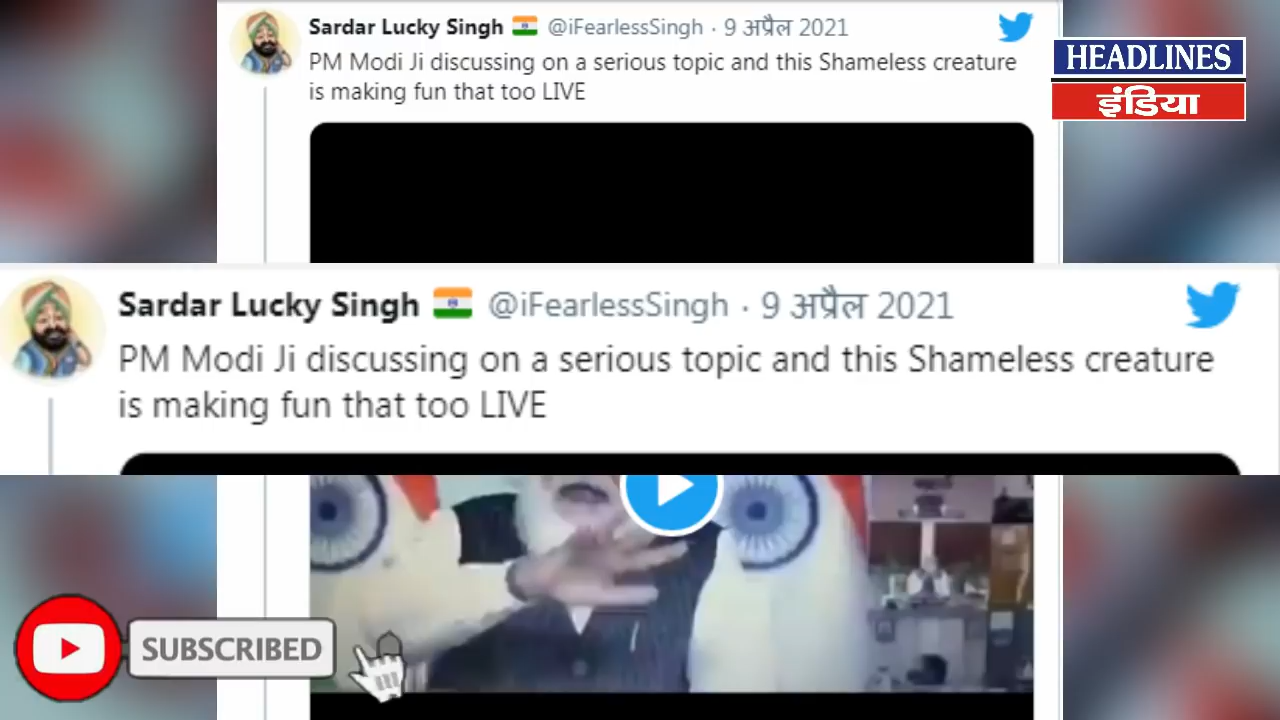 Sardar Lucky Singh @iFearlessSingh · 9 अप्रैल 2021
PM Modi Ji discussing on a serious topic and this Shameless creature
is making fun that too LIVE
HEADLINES
इंडिया
Sardar Lucky Singh @iFearlessSingh · 9 अप्रैल 2021
PM Modi Ji discussing on a serious topic and this Shameless creature
is making fun that too LIVE
SUBSCRIBED